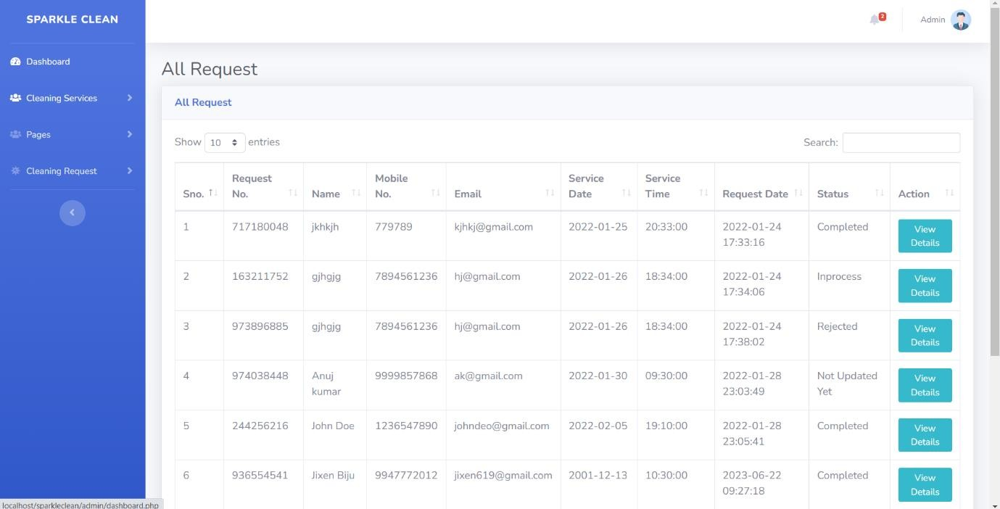 SPARKLE CLEAN
2
Admin
Dashboard
Cleaning Services
Pages
Cleaning Request
All Request
All Request
Show 10 entries
Search:
Sno. Request No. Name Mobile No. Email Service Date Service Time Request Date Status Action
1 717180048 jkhkjh 779789 kjhkj@gmail.com 2022-01-25 20:33:00 2022-01-24 17:33:16 Completed View Details
2 163211752 gjhgjg 7894561236 hj@gmail.com 2022-01-26 18:34:00 2022-01-24 17:34:06 Inprocess View Details
3 973896885 gjhgjg 7894561236 hj@gmail.com 2022-01-26 18:34:00 2022-01-24 17:38:02 Rejected View Details
4 974038448 Anuj kumar 9999857868 ak@gmail.com 2022-01-30 09:30:00 2022-01-28 23:03:49 Not Updated Yet View Details
5 244256216 John Doe 1236547890 johndeo@gmail.com 2022-02-05 19:10:00 2022-01-28 23:05:41 Completed View Details
6 936554541 Jixen Biju 9947772012 jixen619@gmail.com 2001-12-13 10:30:00 2023-06-22 09:27:18 Completed View Details
localhost/sparkleclean/admin/dashboard.php